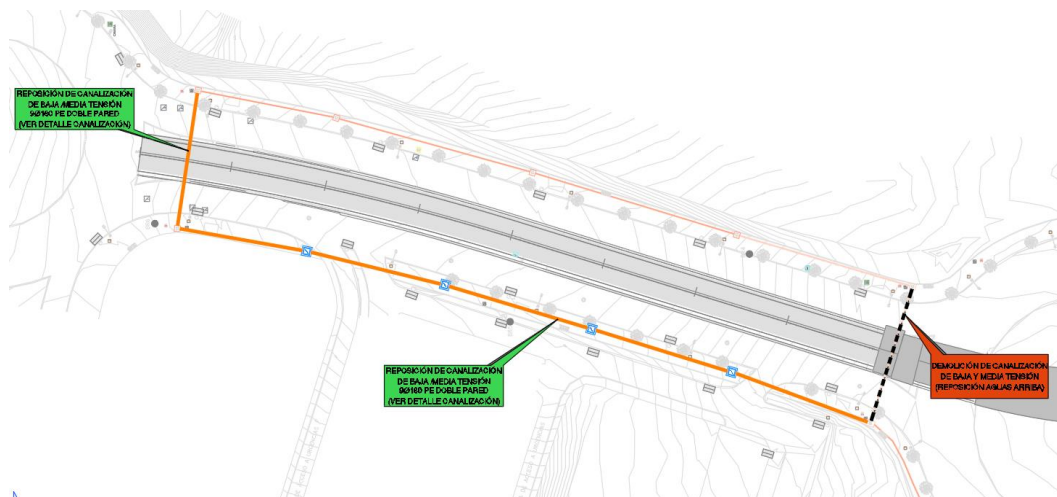 REPOSICIÓN DE CANALIZACIÓN
DE BAJA /MEDIA TENSIÓN
9Ø160 PE DOBLE PARED
(VER DETALLE CANALIZACIÓN)
REPOSICIÓN DE CANALIZACIÓN
DE BAJA /MEDIA TENSIÓN
9Ø160 PE DOBLE PARED
(VER DETALLE CANALIZACIÓN)
DEMOLICIÓN DE CANALIZACIÓN
DE BAJA Y MEDIA TENSIÓN
(REPOSICIÓN AGUAS ARRIBA)